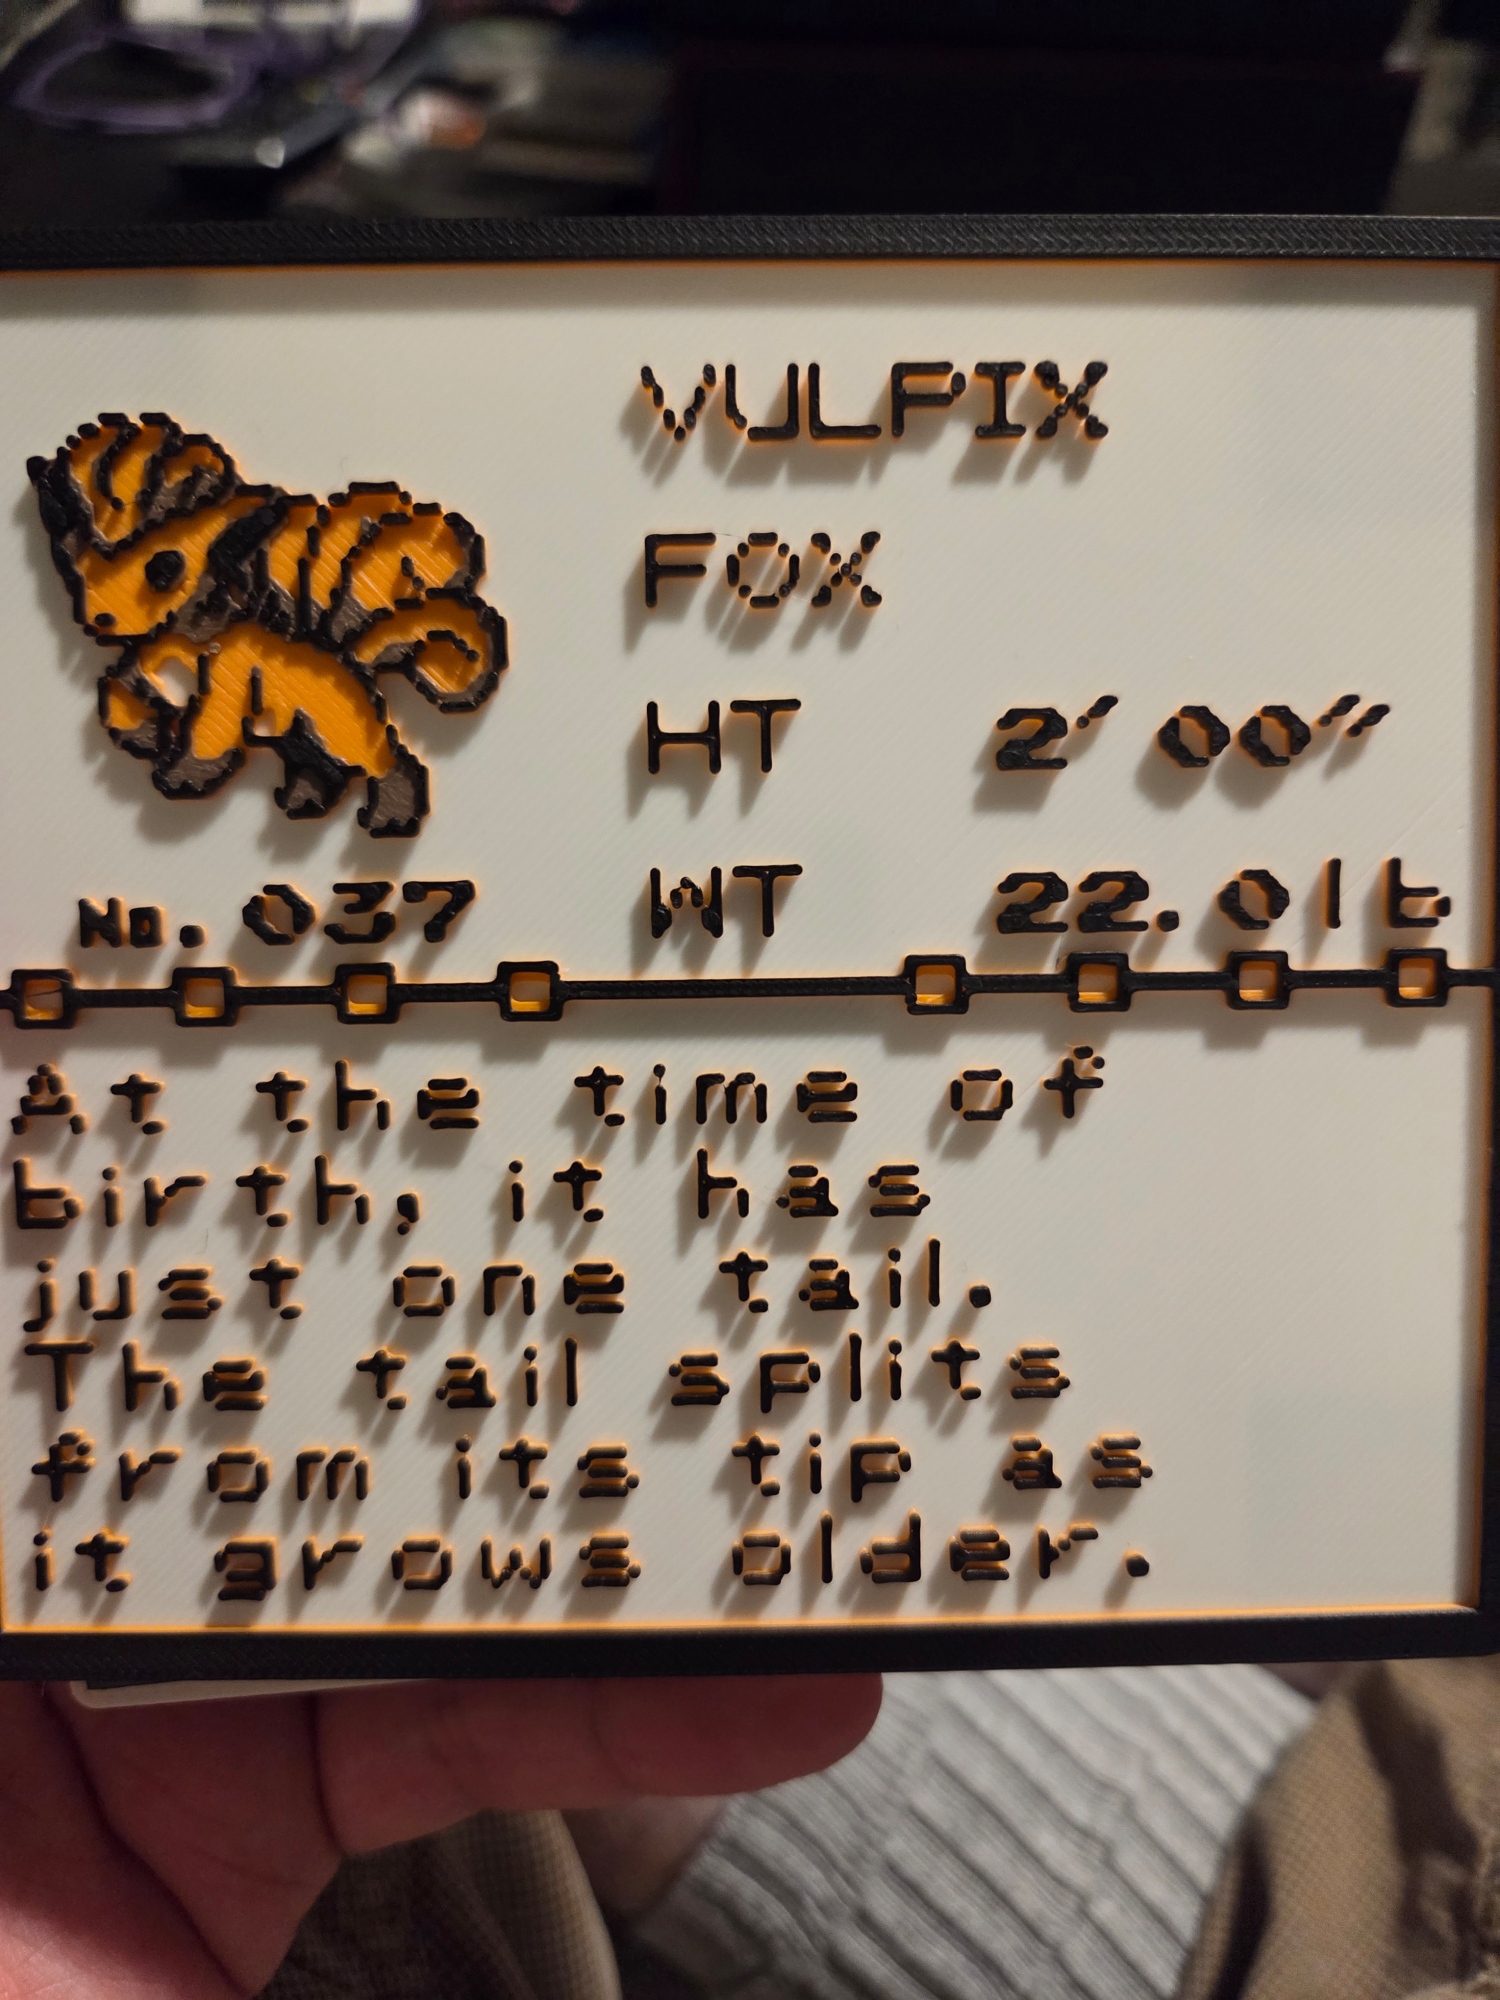 VULPIX
FOX
HT 2′00″
WT 22.0lb
No.037
At the time of
birth, it has
just one tail.
The tail splits
from its tip as
it grows older.